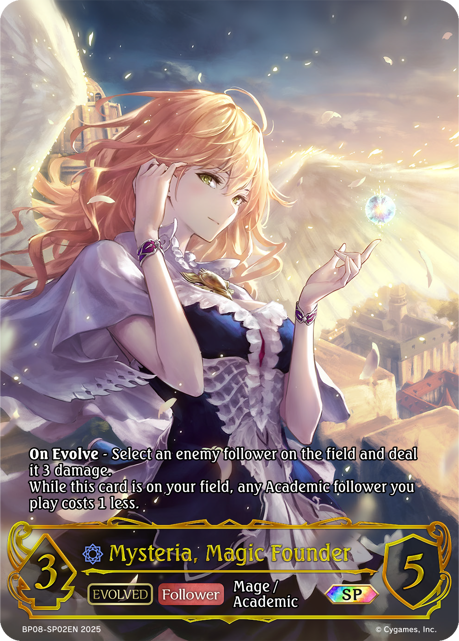 On Evolve - Select an enemy follower on the field and deal
it 3 damage.
While this card is on your field, any Academic follower you
play costs 1 less.
Mysteria, Magic Founder
3
EVOLVED
Follower
Mage /
Academic
SP
5
BP08-SP02EN 2025
© Cygames, Inc.